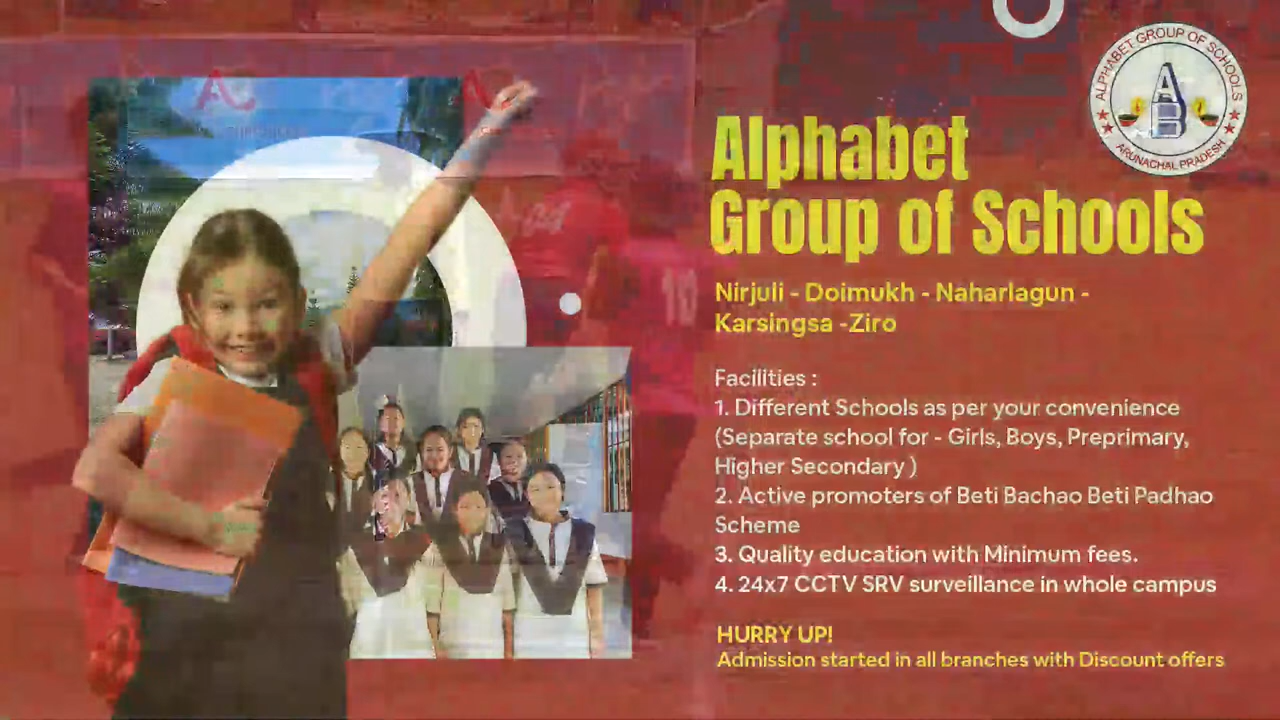 ALPHABET GROUP OF SCHOOLS
ARUNACHAL PRADESH
Alphabet
Group of Schools
Nirjuli - Doimukh - Naharlagun -
Karsingsa -Ziro
Facilities :
1. Different Schools as per your convenience
(Separate school for - Girls, Boys, Preprimary,
Higher Secondary )
2. Active promoters of Beti Bachao Beti Padhao
Scheme
3. Quality education with Minimum fees.
4. 24x7 CCTV SRV surveillance in whole campus
HURRY UP!
Admission started in all branches with Discount offers